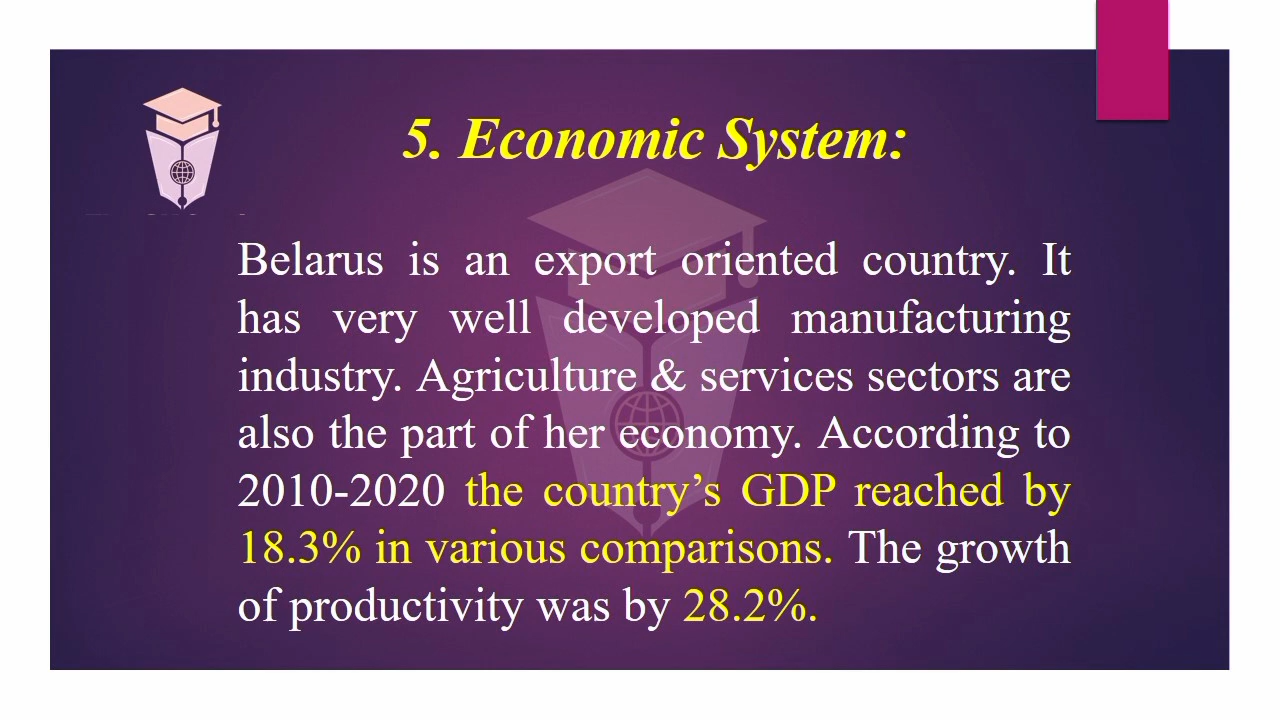 5. Economic System:
Belarus is an export oriented country. It
has very well developed manufacturing
industry. Agriculture & services sectors are
also the part of her economy. According to
2010-2020 the country’s GDP reached by
18.3% in various comparisons. The growth
of productivity was by 28.2%.